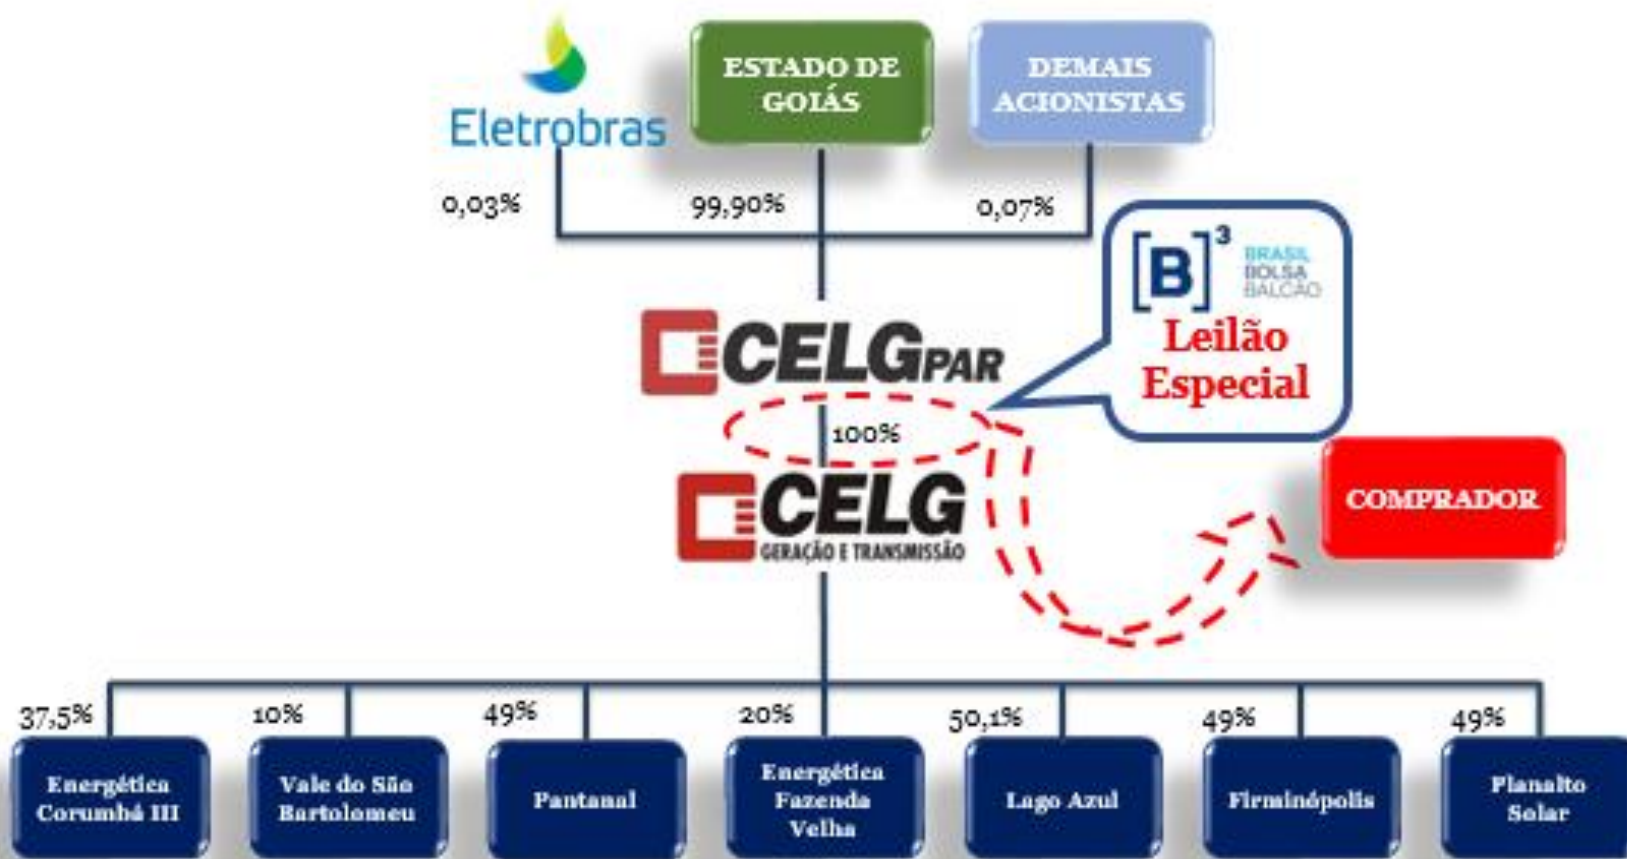 Eletrobras
ESTADO DE
GOIÁS
DEMAIS
ACIONISTAS
0,03%
99,90%
0,07%
[B]³
BRASIL
BOLSA
BALCÃO
Leilão
Especial
CELGPAR
100%
CELG
GERAÇÃO E TRANSMISSÃO
COMPRADOR
37,5%
10%
49%
20%
50,1%
49%
49%
Energética
Corumbá III
Vale do São
Bartolomeu
Pantanal
Energética
Fazenda
Velha
Lago Azul
Firminópolis
Planalto
Solar